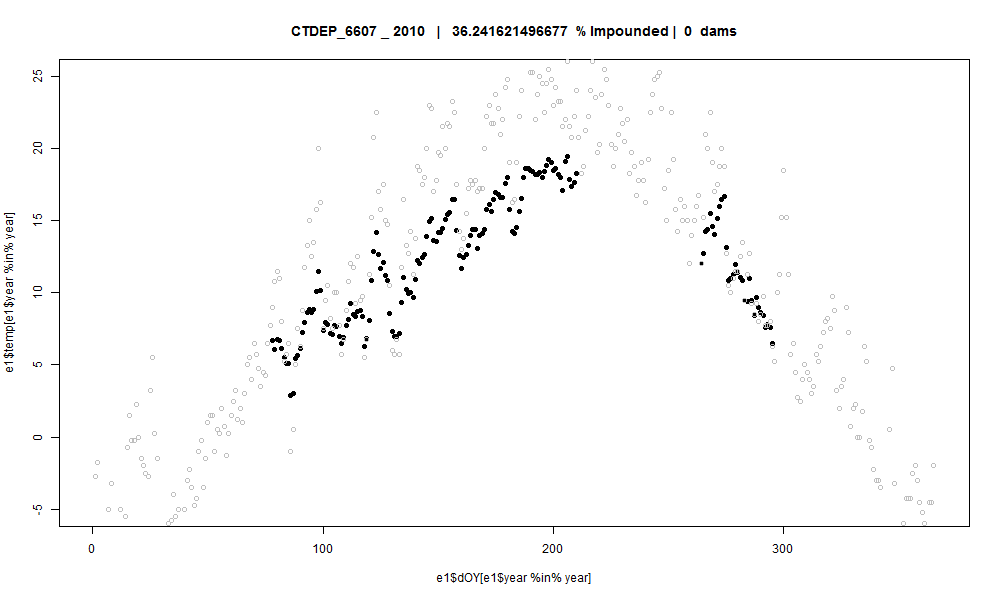 CTDEP_6607 _ 2010 | 36.241621496677 % Impounded | 0 dams
e1$temp[e1$year %in% year]
25
20
15
10
5
0
-5
0 100 200 300
e1$dOY[e1$year %in% year]